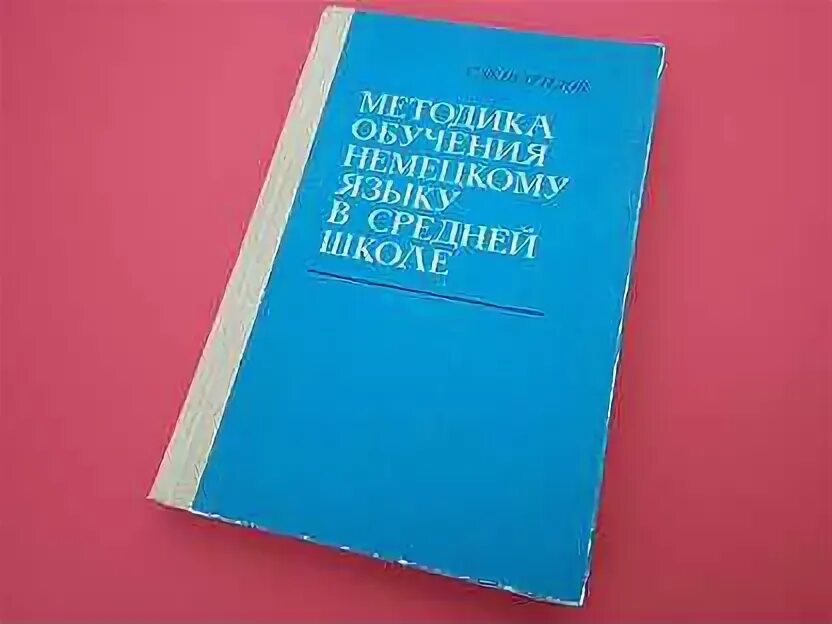 МЕТОДИКА
ОБУЧЕНИЯ
НЕМЕЦКОМУ
ЯЗЫКУ
В СРЕДНЕЙ
ШКОЛЕ